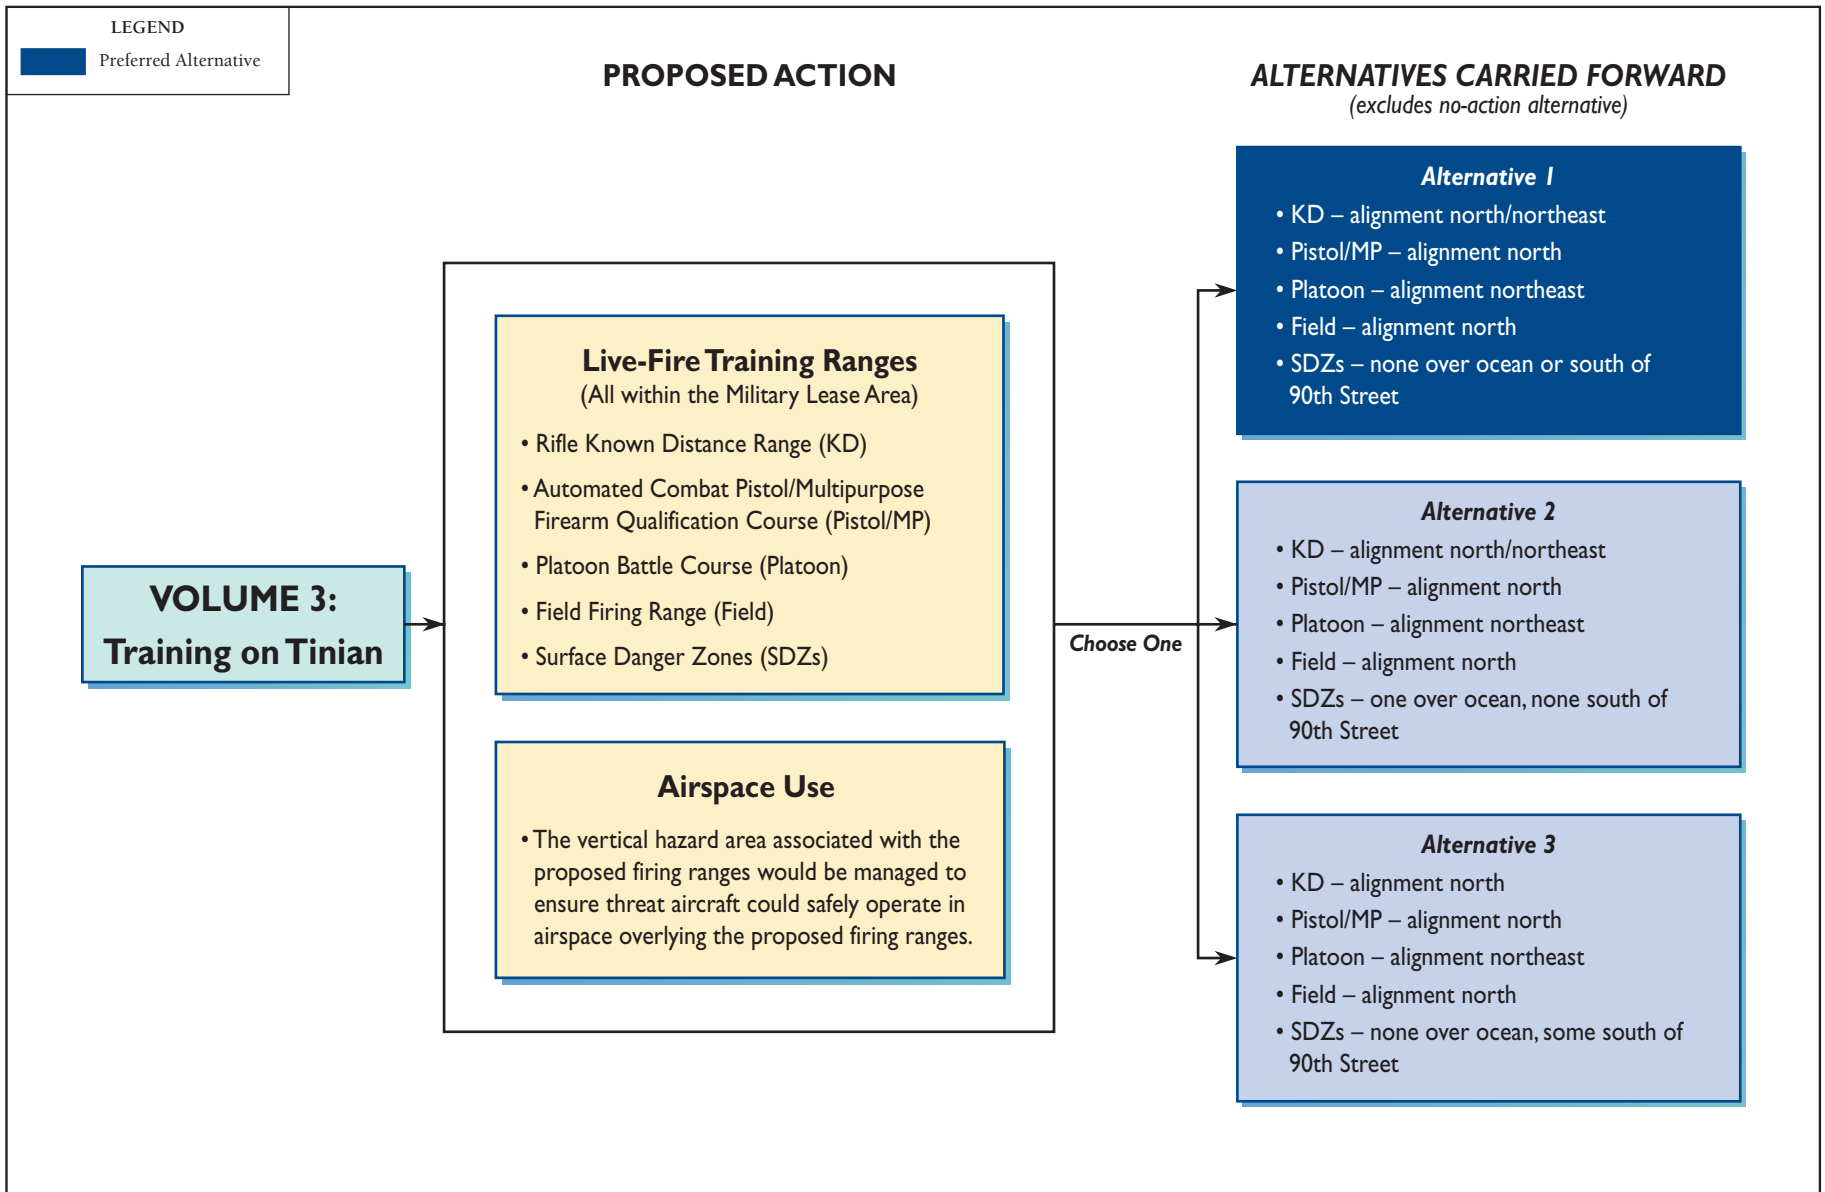 LEGEND
Preferred Alternative
PROPOSED ACTION
ALTERNATIVES CARRIED FORWARD
(excludes no-action alternative)
VOLUME 3:
Training on Tinian
Live-Fire Training Ranges
(All within the Military Lease Area)
• Rifle Known Distance Range (KD)
• Automated Combat Pistol/Multipurpose
Firearm Qualification Course (Pistol/MP)
• Platoon Battle Course (Platoon)
• Field Firing Range (Field)
• Surface Danger Zones (SDZs)
Airspace Use
• The vertical hazard area associated with the
proposed firing ranges would be managed to
ensure threat aircraft could safely operate in
airspace overlying the proposed firing ranges.
Choose One
Alternative 1
• KD – alignment north/northeast
• Pistol/MP – alignment north
• Platoon – alignment northeast
• Field – alignment north
• SDZs – none over ocean or south of
90th Street
Alternative 2
• KD – alignment north/northeast
• Pistol/MP – alignment north
• Platoon – alignment northeast
• Field – alignment north
• SDZs – one over ocean, none south of
90th Street
Alternative 3
• KD – alignment north
• Pistol/MP – alignment north
• Platoon – alignment northeast
• Field – alignment north
• SDZs – none over ocean, some south of
90th Street